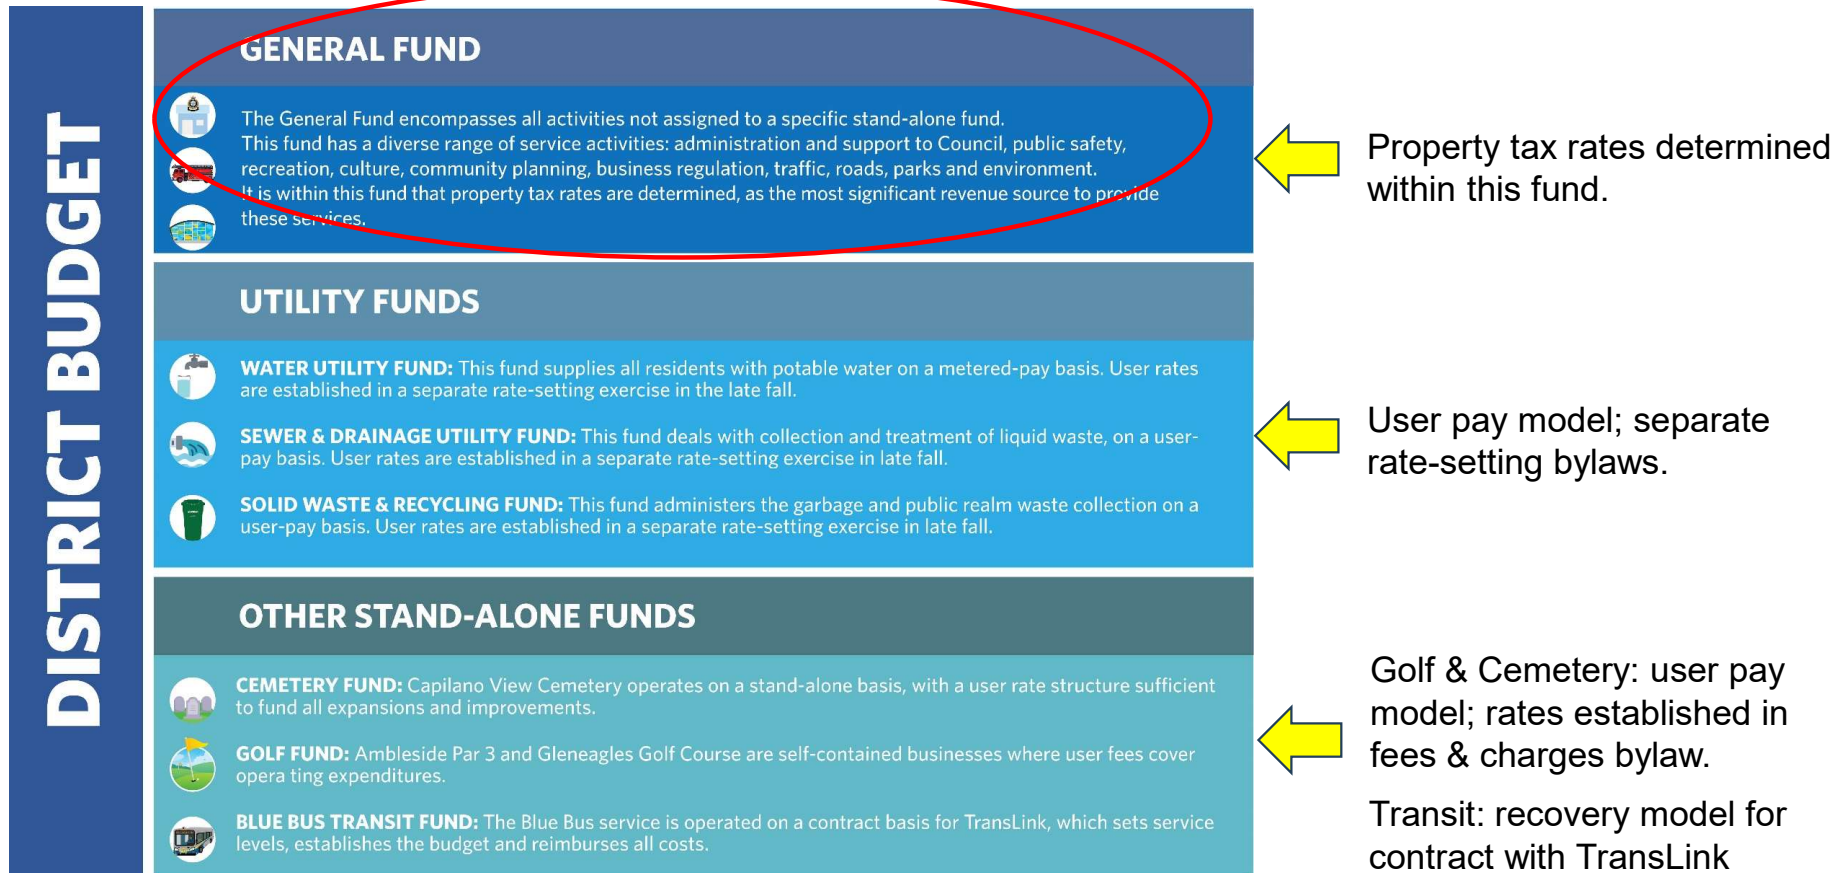 DISTRICT BUDGET
GENERAL FUND
The General Fund encompasses all activities not assigned to a specific stand-alone fund.
This fund has a diverse range of service activities: administration and support to Council, public safety,
recreation, culture, community planning, business regulation, traffic, roads, parks and environment.
It is within this fund that property tax rates are determined, as the most significant revenue source to provide
these services.
Property tax rates determined
within this fund.
UTILITY FUNDS
WATER UTILITY FUND: This fund supplies all residents with potable water on a metered-pay basis. User rates
are established in a separate rate-setting exercise in the late fall.
SEWER & DRAINAGE UTILITY FUND: This fund deals with collection and treatment of liquid waste, on a user-
pay basis. User rates are established in a separate rate-setting exercise in late fall.
SOLID WASTE & RECYCLING FUND: This fund administers the garbage and public realm waste collection on a
user-pay basis. User rates are established in a separate rate-setting exercise in late fall.
User pay model; separate
rate-setting bylaws.
OTHER STAND-ALONE FUNDS
CEMETERY FUND: Capilano View Cemetery operates on a stand-alone basis, with a user rate structure sufficient
to fund all expansions and improvements.
GOLF FUND: Ambleside Par 3 and Gleneagles Golf Course are self-contained businesses where user fees cover
opera ting expenditures.
BLUE BUS TRANSIT FUND: The Blue Bus service is operated on a contract basis for TransLink, which sets service
levels, establishes the budget and reimburses all costs.
Golf & Cemetery: user pay
model; rates established in
fees & charges bylaw.
Transit: recovery model for
contract with TransLink